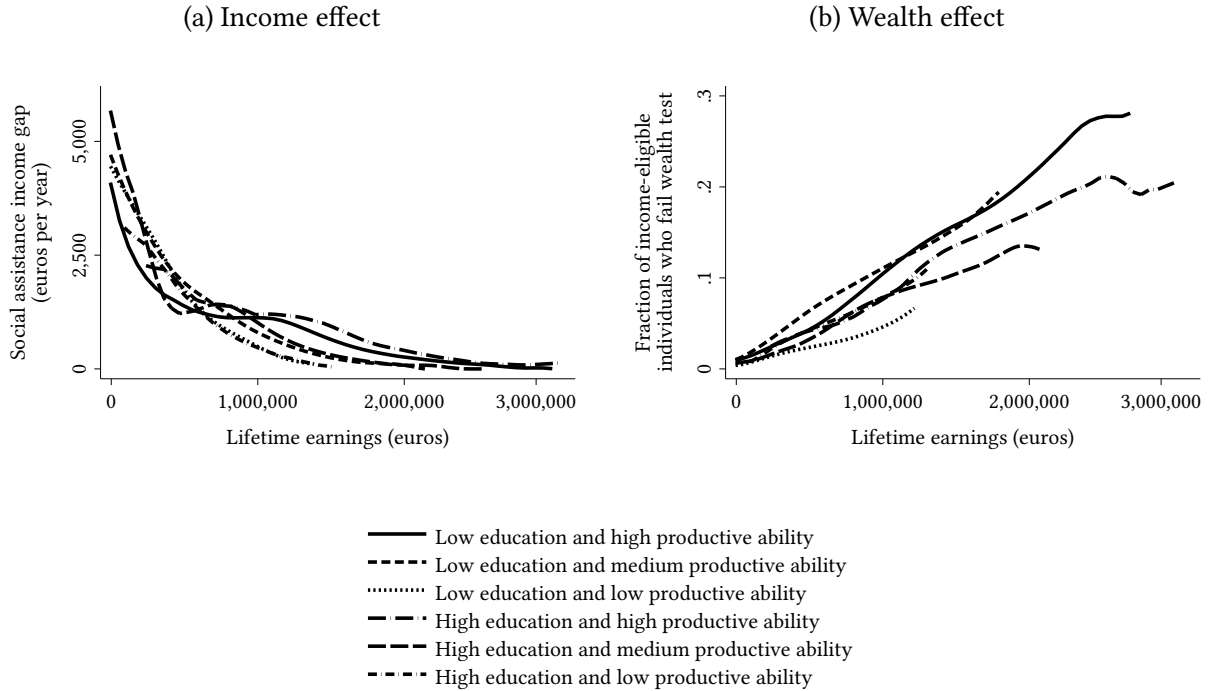 (a) Income effect
Social assistance income gap
(euros per year)
5,000
2,500
0
0
1,000,000
2,000,000
3,000,000
Lifetime earnings (euros)
(b) Wealth effect
Fraction of income-eligible
individuals who fail wealth test
.3
.2
.1
0
0
1,000,000
2,000,000
3,000,000
Lifetime earnings (euros)
Low education and high productive ability
Low education and medium productive ability
Low education and low productive ability
High education and high productive ability
High education and medium productive ability
High education and low productive ability